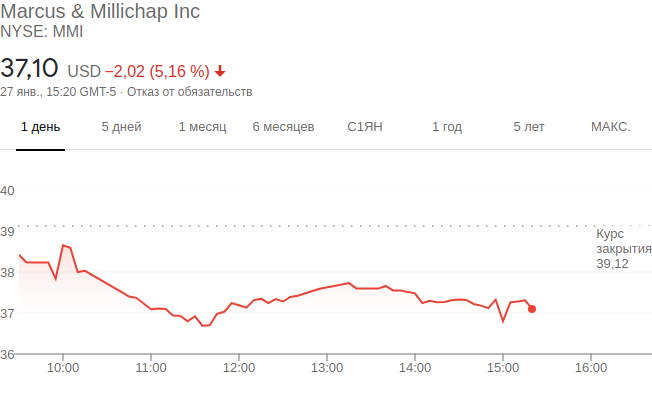 Marcus & Millichap Inc
NYSE: MMI
37,10 USD −2,02 (5,16 %)
27 янв., 15:20 GMT-5 · Отказ от обязательств
1 день 5 дней 1 месяц 6 месяцев С1ЯН 1 год 5 лет МАКС.
40
39
Курс
закрытия
39,12
38
37
36
10:00 11:00 12:00 13:00 14:00 15:00 16:00